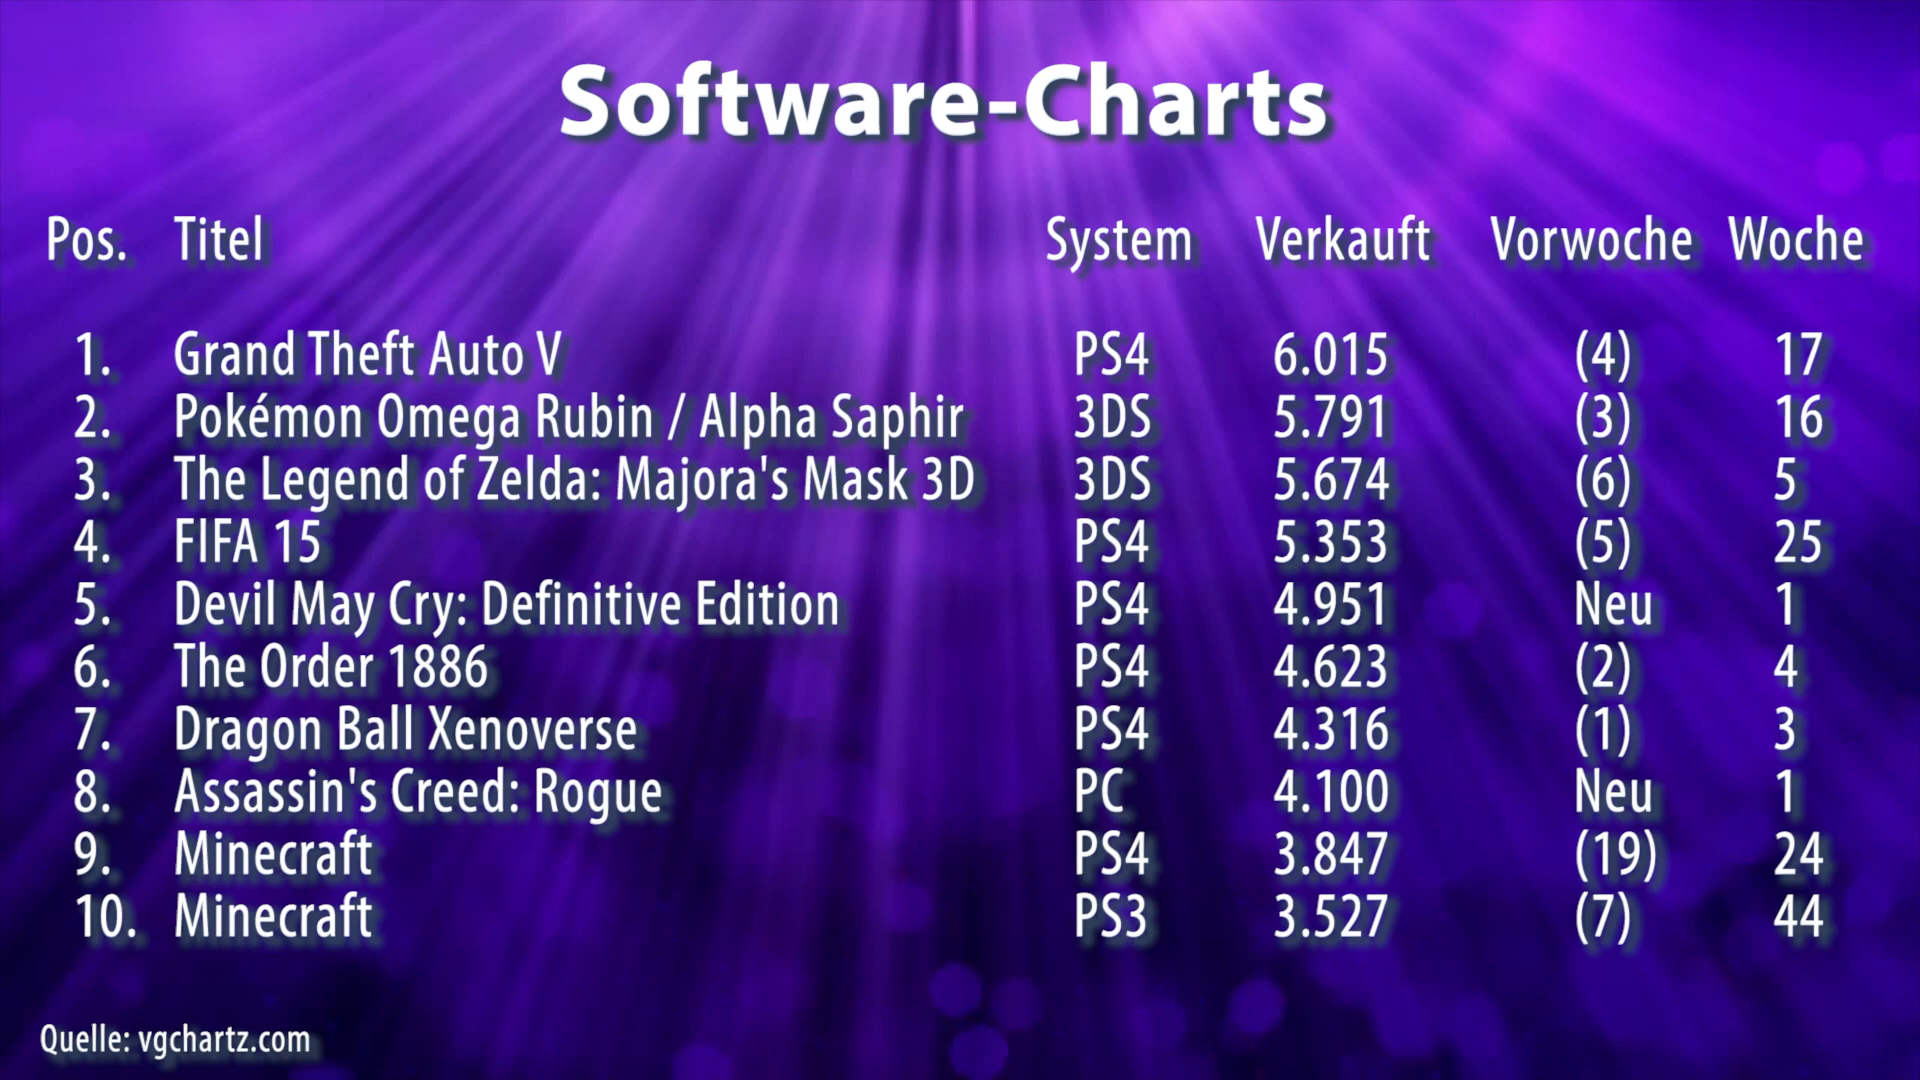 Software-Charts
Pos. Titel System Verkauft Vorwoche Woche
1. Grand Theft Auto V PS4 6.015 (4) 17
2. Pokémon Omega Rubin / Alpha Saphir 3DS 5.791 (3) 16
3. The Legend of Zelda: Majora's Mask 3D 3DS 5.674 (6) 5
4. FIFA 15 PS4 5.353 (5) 25
5. Devil May Cry: Definitive Edition PS4 4.951 Neu 1
6. The Order 1886 PS4 4.623 (2) 4
7. Dragon Ball Xenoverse PS4 4.316 (1) 3
8. Assassin's Creed: Rogue PC 4.100 Neu 1
9. Minecraft PS4 3.847 (19) 24
10. Minecraft PS3 3.527 (7) 44
Quelle: vgchartz.com